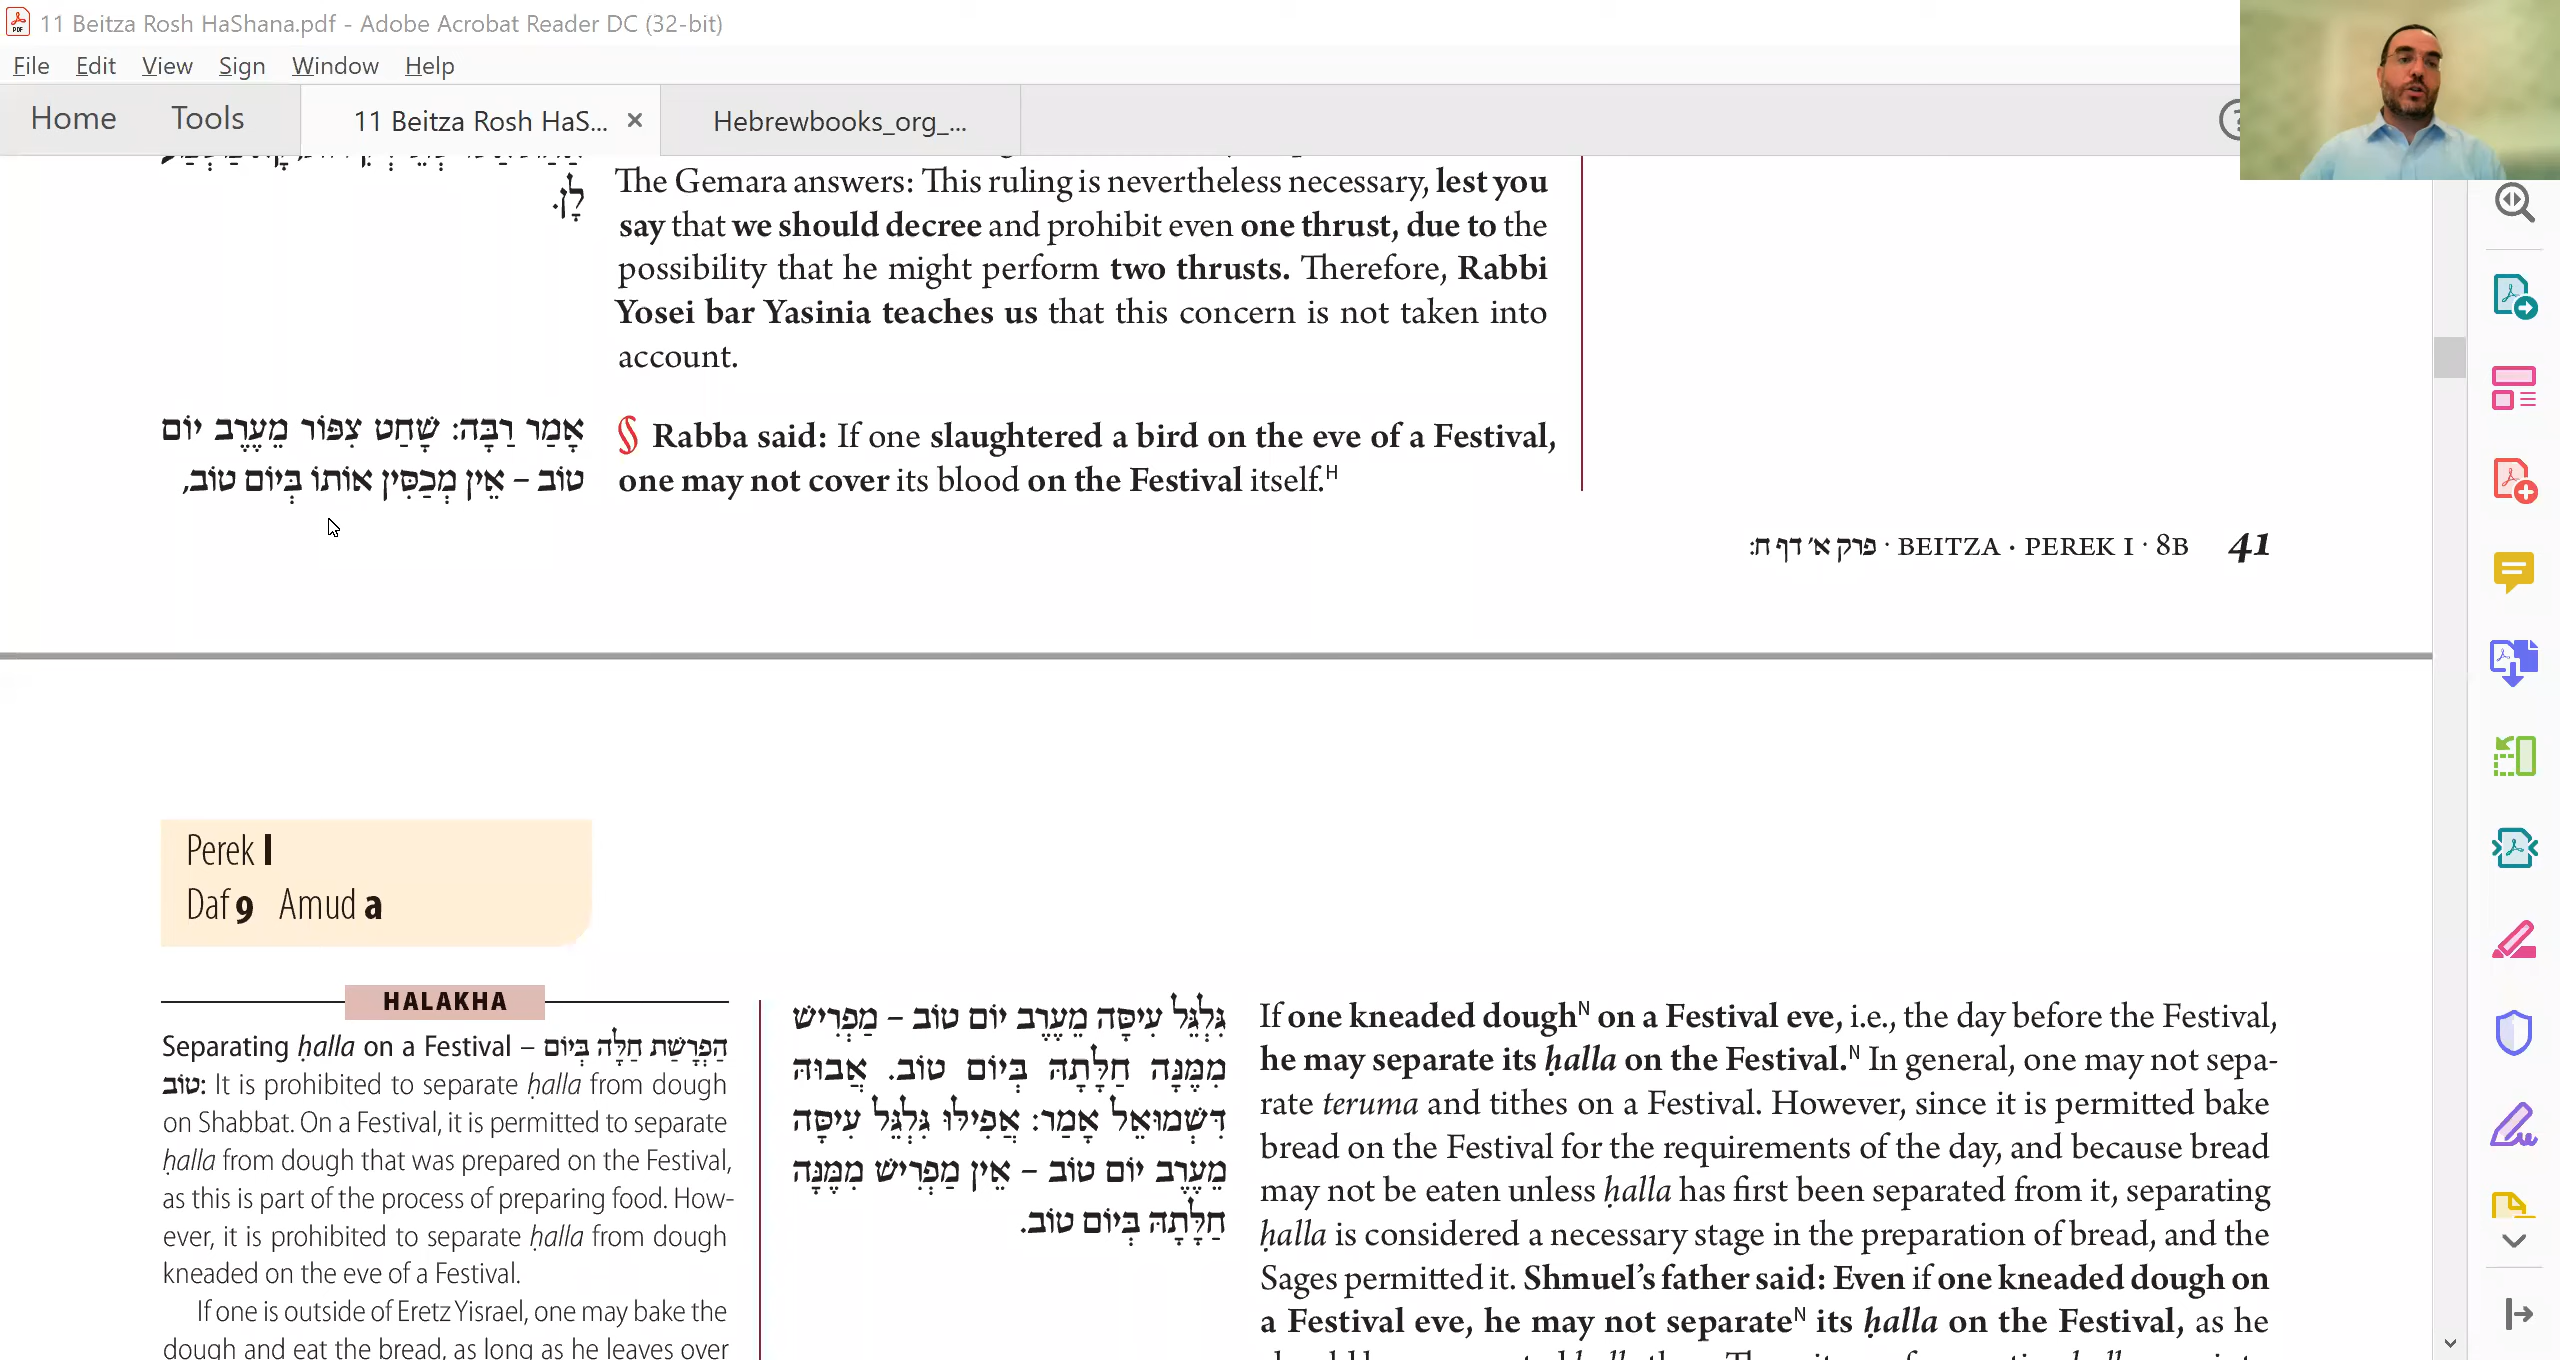 11 Beitza Rosh HaShana.pdf - Adobe Acrobat Reader DC (32-bit)
File Edit View Sign Window Help
Home Tools 11 Beitza Rosh HaS... × Hebrewbooks_org_...
לָן.
The Gemara answers: This ruling is nevertheless necessary, lest you
say that we should decree and prohibit even one thrust, due to the
possibility that he might perform two thrusts. Therefore, Rabbi
Yosei bar Yasinia teaches us that this concern is not taken into
account.
אָמַר רַבָּה: שָׁחַט צִפּוֹר מֵעֶרֶב יוֹם
טוֹב – אֵין מְכַסִּין אוֹתוֹ בְּיוֹם טוֹב,
§ Rabba said: If one slaughtered a bird on the eve of a Festival,
one may not cover its blood on the Festival itself.H
פרק א׳ דף ח: · BEITZA · PEREK I · 8B 41
Perek I
Daf 9 Amud a
HALAKHA
Separating ḥalla on a Festival – הַפְרָשַׁת חַלָּה בְּיוֹם
טוֹב: It is prohibited to separate ḥalla from dough
on Shabbat. On a Festival, it is permitted to separate
ḥalla from dough that was prepared on the Festival,
as this is part of the process of preparing food. How-
ever, it is prohibited to separate ḥalla from dough
kneaded on the eve of a Festival.
If one is outside of Eretz Yisrael, one may bake the
dough and eat the bread, as long as he leaves over
גִּלְגֵּל עִיסָּה מֵעֶרֶב יוֹם טוֹב – מַפְרִישׁ
מִמֶּנָּה חַלָּתָהּ בְּיוֹם טוֹב. אֲבוּהּ
דִּשְׁמוּאֵל אָמַר: אֲפִילּוּ גִּלְגֵּל עִיסָּה
מֵעֶרֶב יוֹם טוֹב – אֵין מַפְרִישׁ מִמֶּנָּה
חַלָּתָהּ בְּיוֹם טוֹב.
If one kneaded doughN on a Festival eve, i.e., the day before the Festival,
he may separate its ḥalla on the Festival.N In general, one may not sepa-
rate teruma and tithes on a Festival. However, since it is permitted bake
bread on the Festival for the requirements of the day, and because bread
may not be eaten unless ḥalla has first been separated from it, separating
ḥalla is considered a necessary stage in the preparation of bread, and the
Sages permitted it. Shmuel's father said: Even if one kneaded dough on
a Festival eve, he may not separateN its ḥalla on the Festival, as he